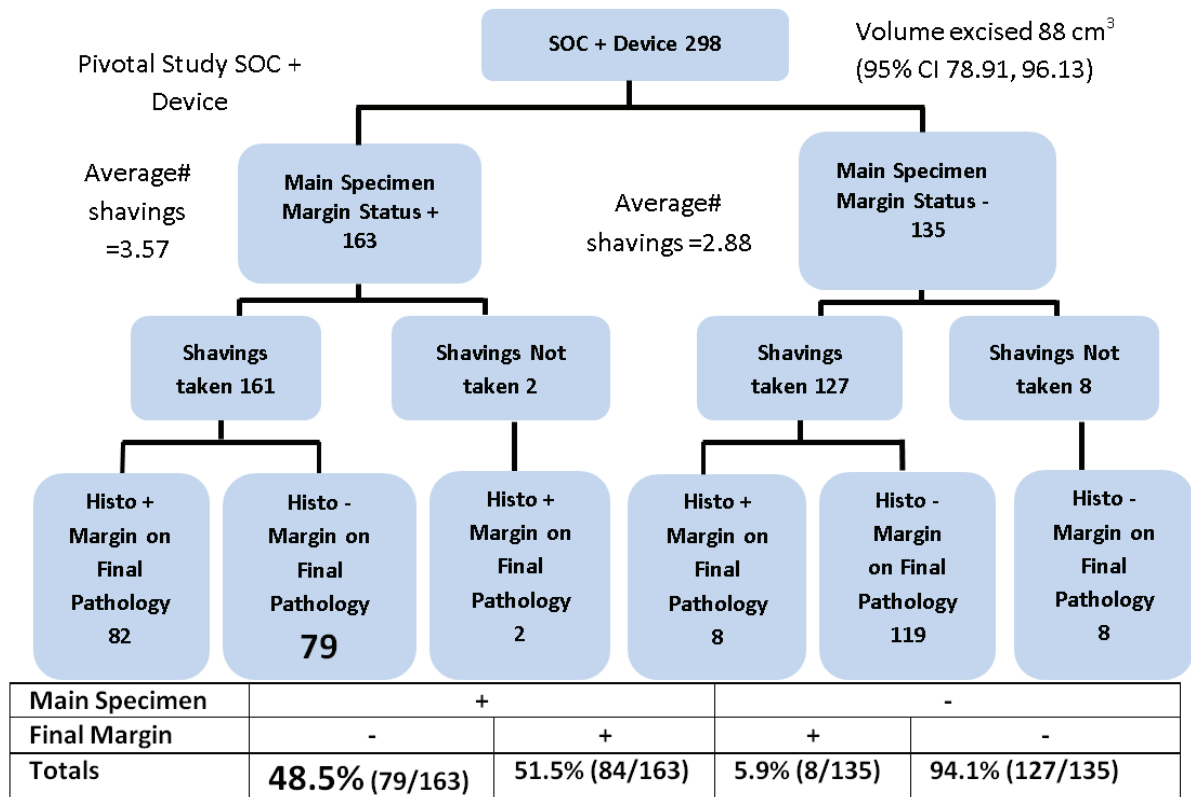 SOC + Device 298
Volume excised 88 cm³
(95% CI 78.91, 96.13)
Pivotal Study SOC +
Device
Average#
shavings
=3.57
Main Specimen
Margin Status +
163
Average#
shavings =2.88
Main Specimen
Margin Status -
135
Shavings
taken 161
Shavings Not
taken 2
Shavings
taken 127
Shavings Not
taken 8
Histo +
Margin on
Final
Pathology
82
Histo -
Margin on
Final
Pathology
79
Histo +
Margin on
Final
Pathology
2
Histo +
Margin on
Final
Pathology
8
Histo -
Margin
on Final
Pathology
119
Histo -
Margin on
Final
Pathology
8
Main Specimen + -
Final Margin - + + -
Totals 48.5% (79/163) 51.5% (84/163) 5.9% (8/135) 94.1% (127/135)